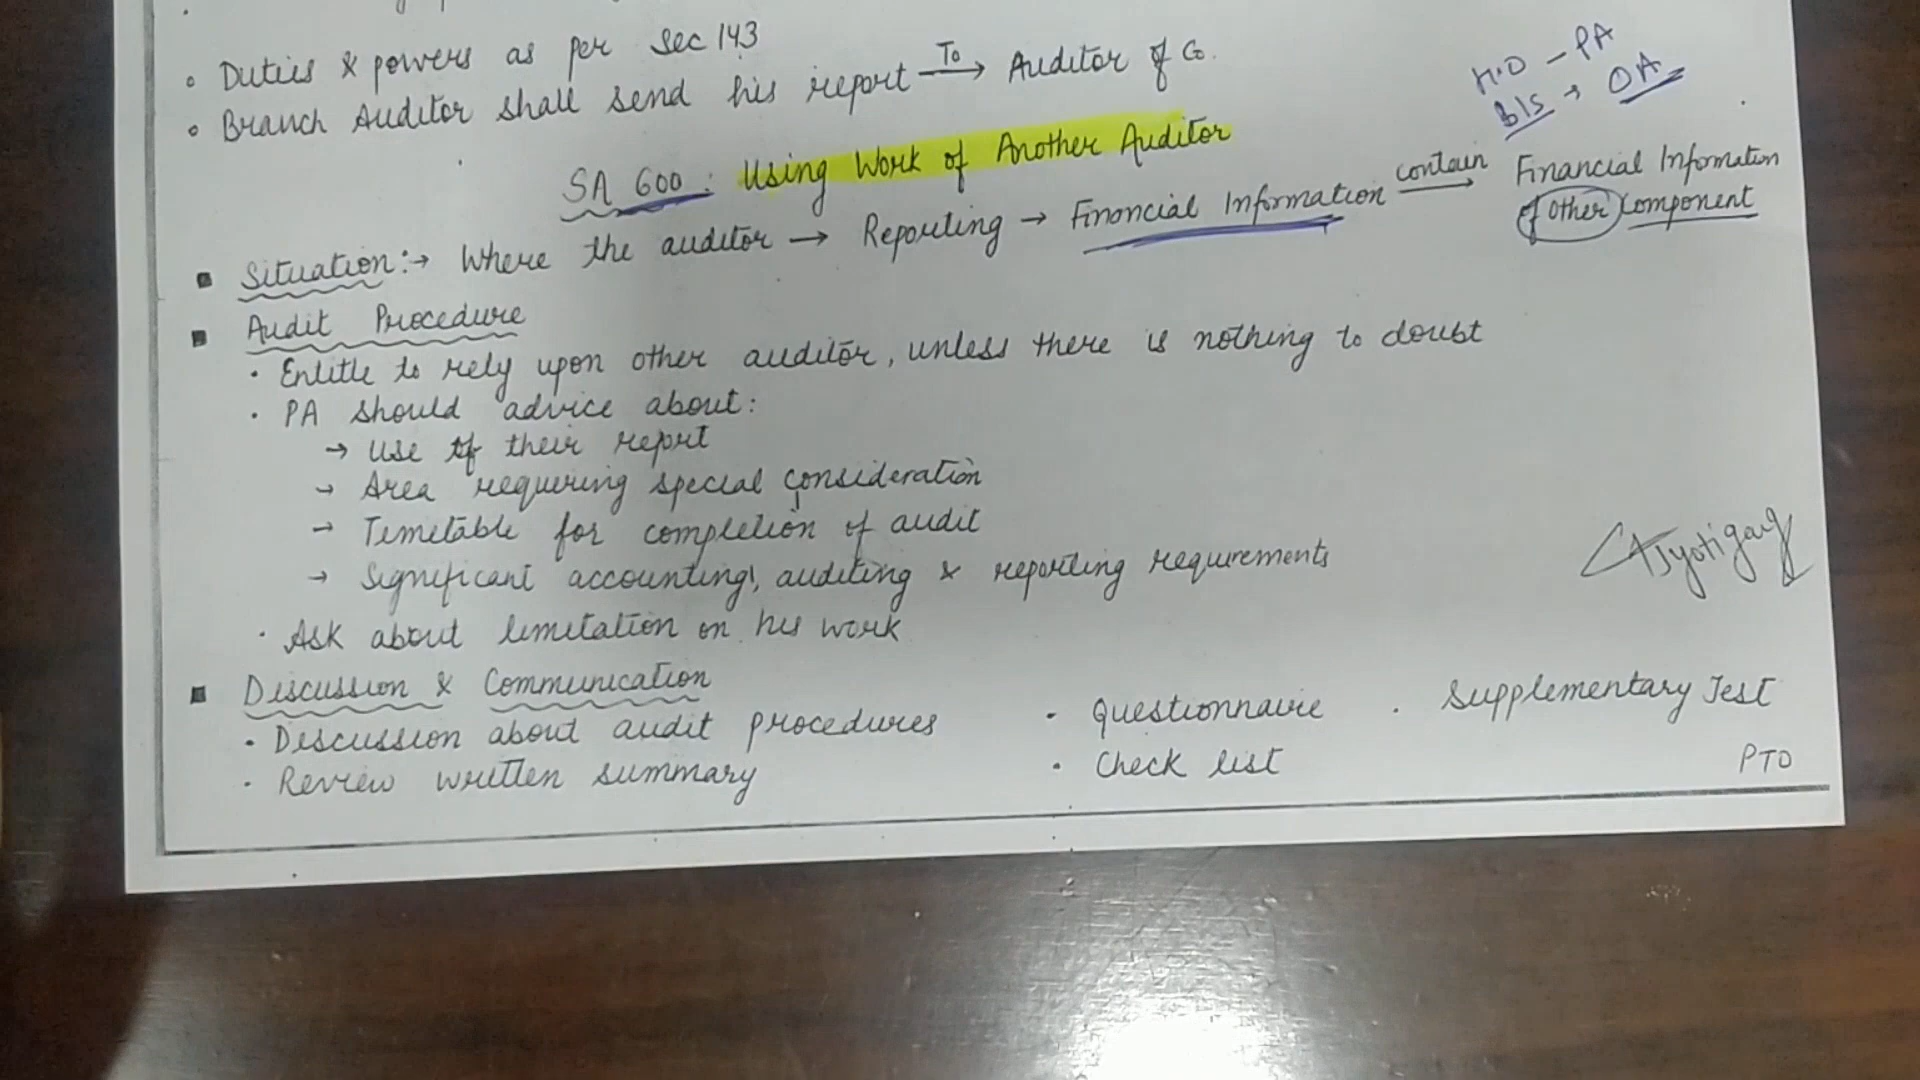 • Duties & powers as per Sec 143
• Branch Auditor shall send his report To → Auditor of Co.
H.O - PA
B/s → OA
SA 600 : Using Work of Another Auditor
■ Situation:→ Where the auditor → Reporting → Financial Information contain → Financial Information of Other Component
■ Audit Procedure
• Entitle to rely upon other auditor, unless there is nothing to doubt
• PA should advice about:
→ Use of their report
→ Area requiring special consideration
→ Timetable for completion of audit
→ Significant accounting, auditing & reporting requirements
CA Jyotigarg
• Ask about limitation on his work
■ Discussion & Communication
• Discussion about audit procedures • Questionnaire • Supplementary Test
• Review written summary • Check list
PTO